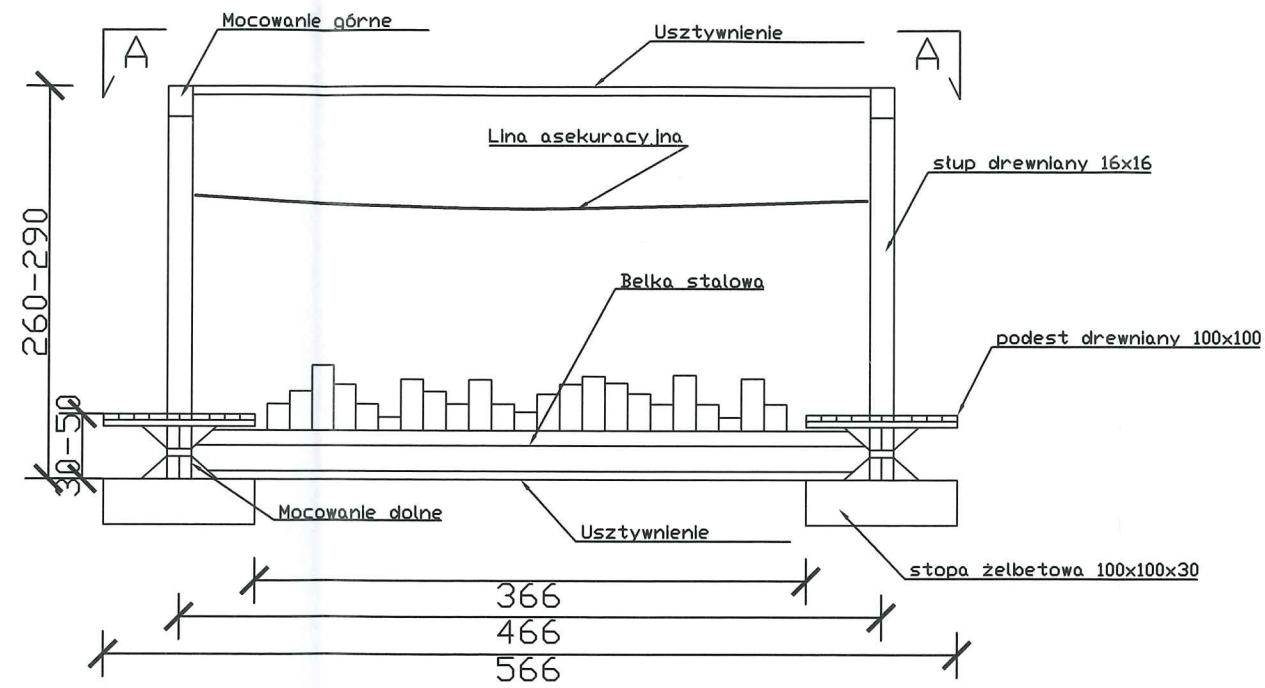 Mocowanie górne
Usztywnienie
A
A
Lina asekuracyjna
słup drewniany 16x16
260-290
Belka stalowa
podest drewniany 100x100
30-50
Mocowanie dolne
Usztywnienie
stopa żelbetowa 100x100x30
366
466
566